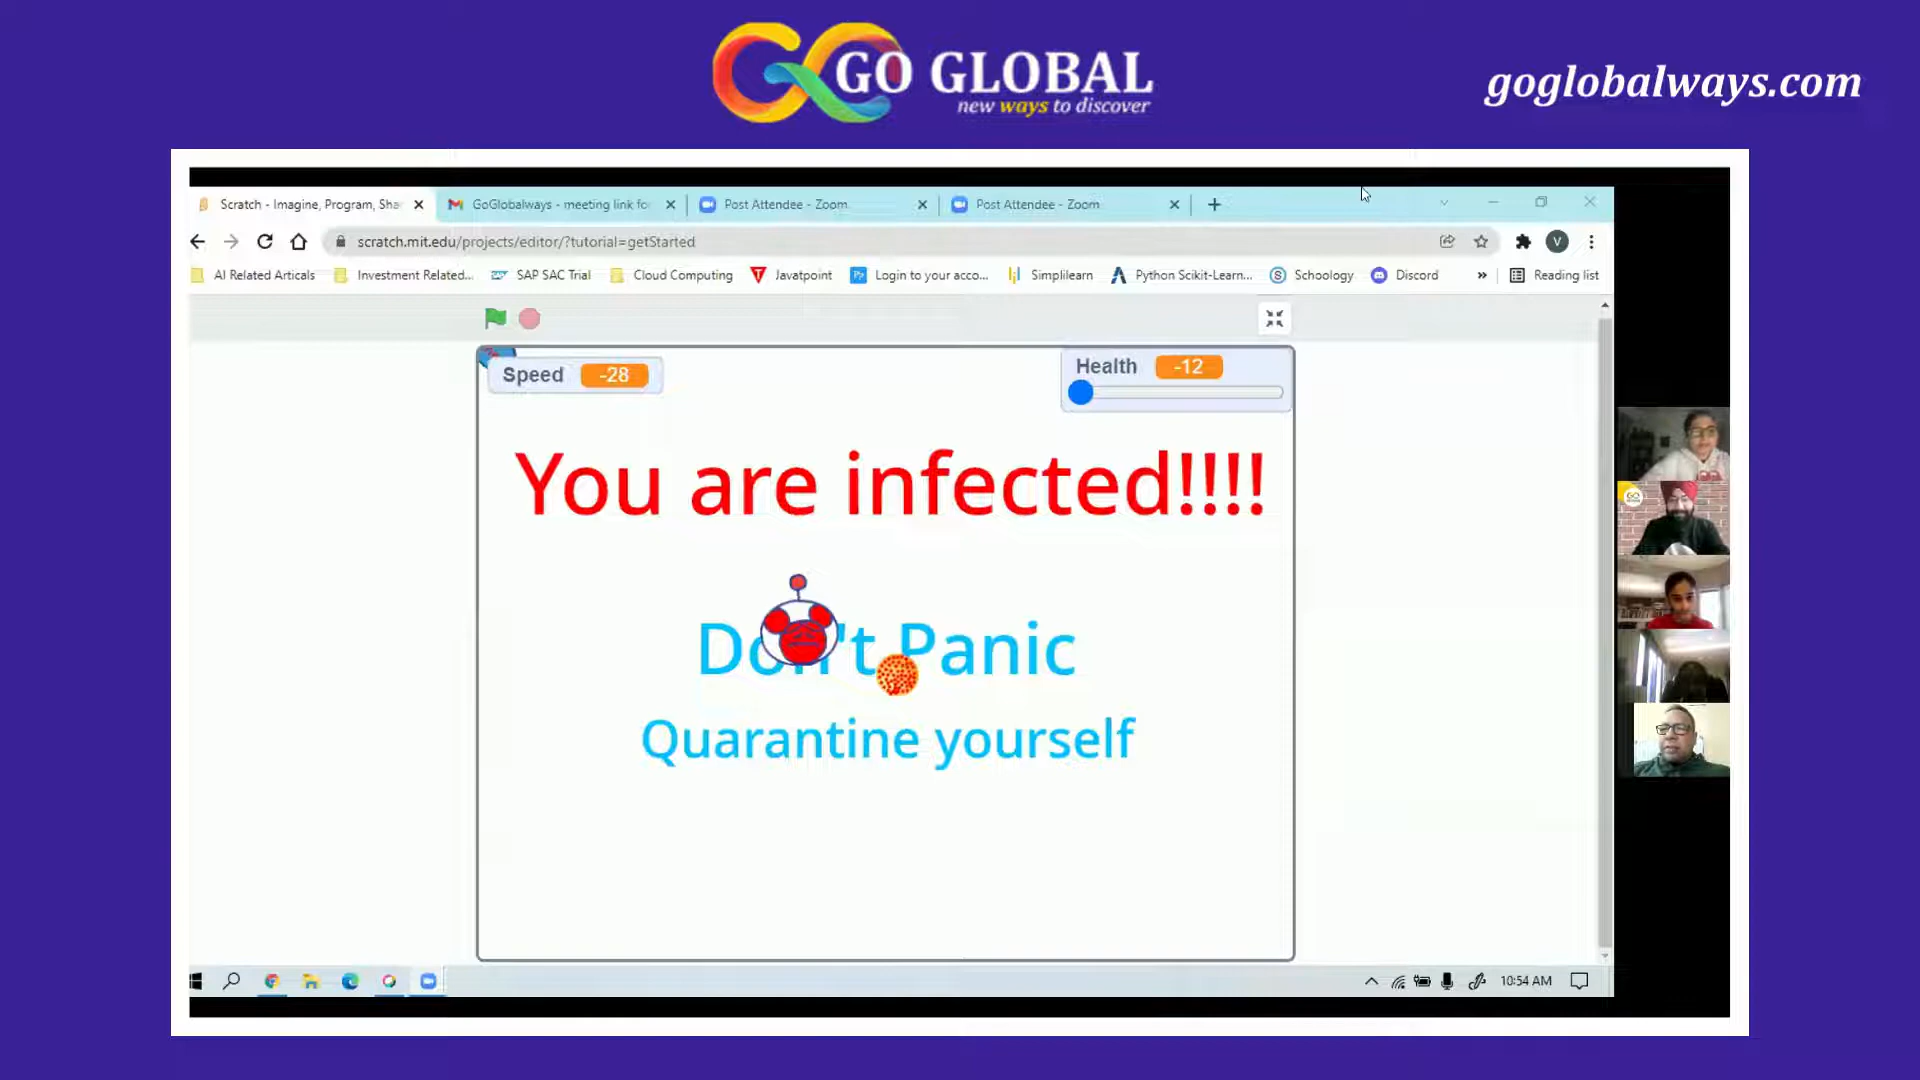 GO GLOBAL
new ways to discover
goglobalways.com
Scratch - Imagine, Program, Sha
GoGlobalways - meeting link fo
Post Attendee - Zoom
Post Attendee - Zoom
scratch.mit.edu/projects/editor/?tutorial=getStarted
V
AI Related Articals
Investment Related...
SAP SAC Trial
Cloud Computing
Javatpoint
Login to your acco...
Simplilearn
Python Scikit-Learn...
Schoology
Discord
»
Reading list
Speed -28
Health -12
You are infected!!!!
Don't Panic
Quarantine yourself
10:54 AM